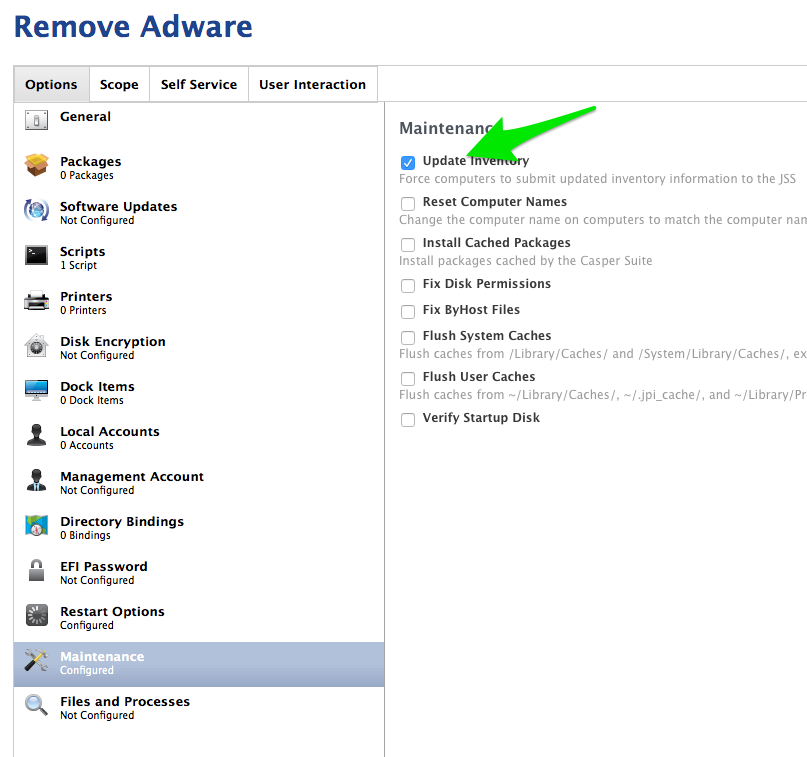 Remove Adware
Options
Scope
Self Service
User Interaction
General
Packages
0 Packages
Software Updates
Not Configured
Scripts
1 Script
Printers
0 Printers
Disk Encryption
Not Configured
Dock Items
0 Dock Items
Local Accounts
0 Accounts
Management Account
Not Configured
Directory Bindings
0 Bindings
EFI Password
Not Configured
Restart Options
Configured
Maintenance
Configured
Files and Processes
Not Configured
Maintenanc
Update Inventory
Force computers to submit updated inventory information to the JSS
Reset Computer Names
Change the computer name on computers to match the computer nam
Install Cached Packages
Install packages cached by the Casper Suite
Fix Disk Permissions
Fix ByHost Files
Flush System Caches
Flush caches from /Library/Caches/ and /System/Library/Caches/, ex
Flush User Caches
Flush caches from ~/Library/Caches/, ~/.jpi_cache/, and ~/Library/Pr
Verify Startup Disk